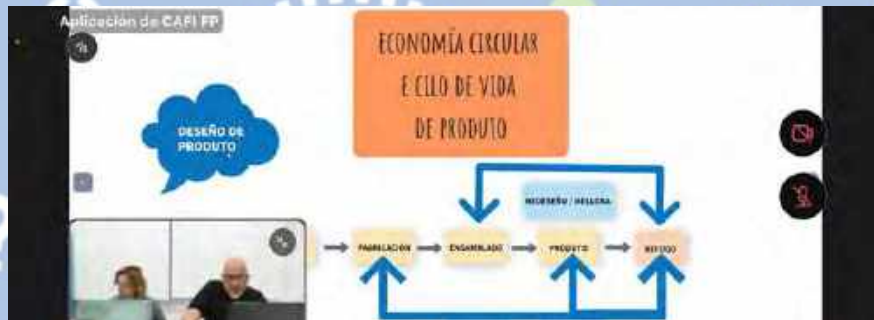 Aplicación de CAFI FP
ECONOMÍA CIRCULAR
E CILO DE VIDA
DE PRODUTO
DESEÑO DE
PRODUTO
REDESEÑO / MELLORA
FABRICACIÓN
ENSAMBLADO
PRODUTO
REFUGO